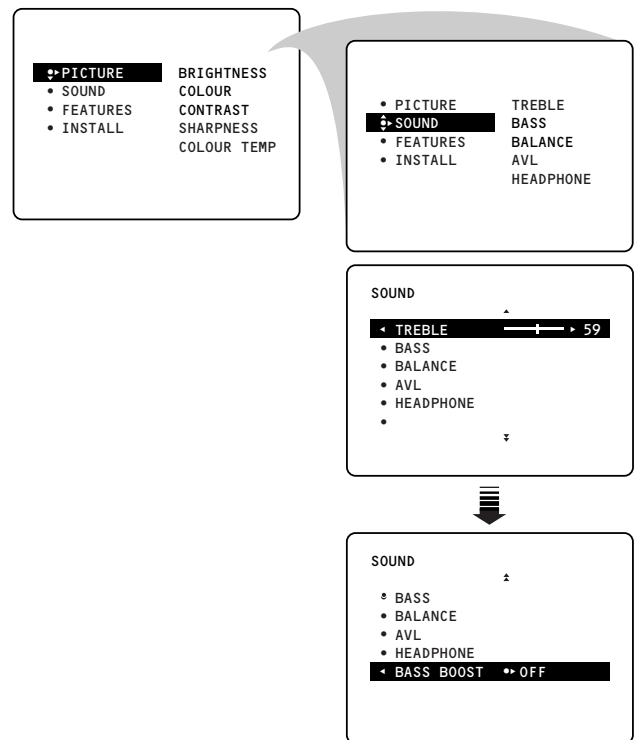 PICTURE BRIGHTNESS
SOUND COLOUR
FEATURES CONTRAST
INSTALL SHARPNESS
COLOUR TEMP
PICTURE TREBLE
SOUND BASS
FEATURES BALANCE
INSTALL AVL
HEADPHONE
SOUND
TREBLE 59
BASS
BALANCE
AVL
HEADPHONE
SOUND
BASS
BALANCE
AVL
HEADPHONE
BASS BOOST OFF